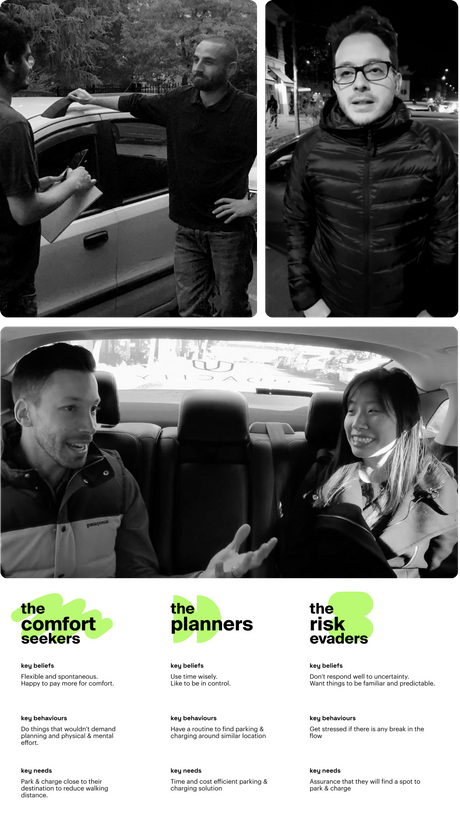 patagonia
the
comfort
seekers
key beliefs
Flexible and spontaneous.
Happy to pay more for comfort.
key behaviours
Do things that wouldn't demand
planning and physical & mental
effort.
key needs
Park & charge close to their
destination to reduce walking
distance.
the
planners
key beliefs
Use time wisely.
Like to be in control.
key behaviours
Have a routine to find parking &
charging around similar location
key needs
Time and cost efficient parking &
charging solution
the
risk
evaders
key beliefs
Don't respond well to uncertainty.
Want things to be familiar and predictable.
key behaviours
Get stressed if there is any break in the
flow
key needs
Assurance that they will find a spot to
park & charge